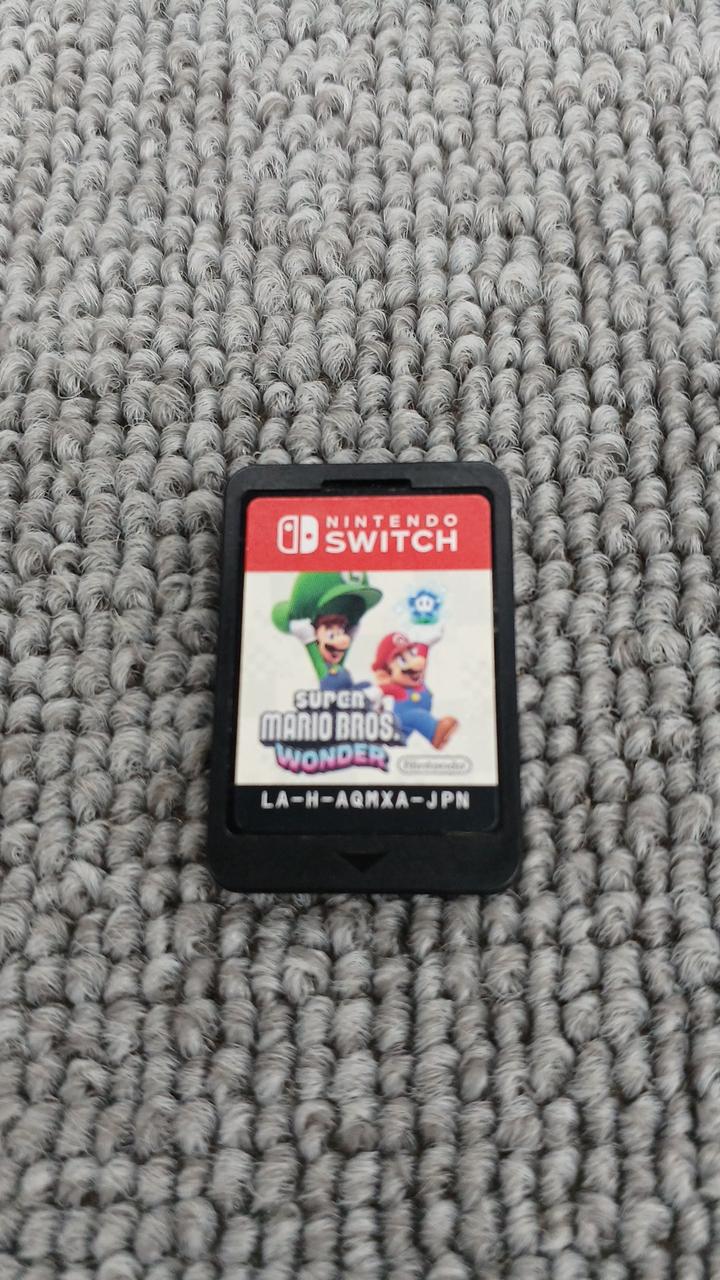 NINTENDO
SWITCH
L
SUPER
MARIO BROS.
WONDER
Nintendo
LA-H-AQMXA-JPN